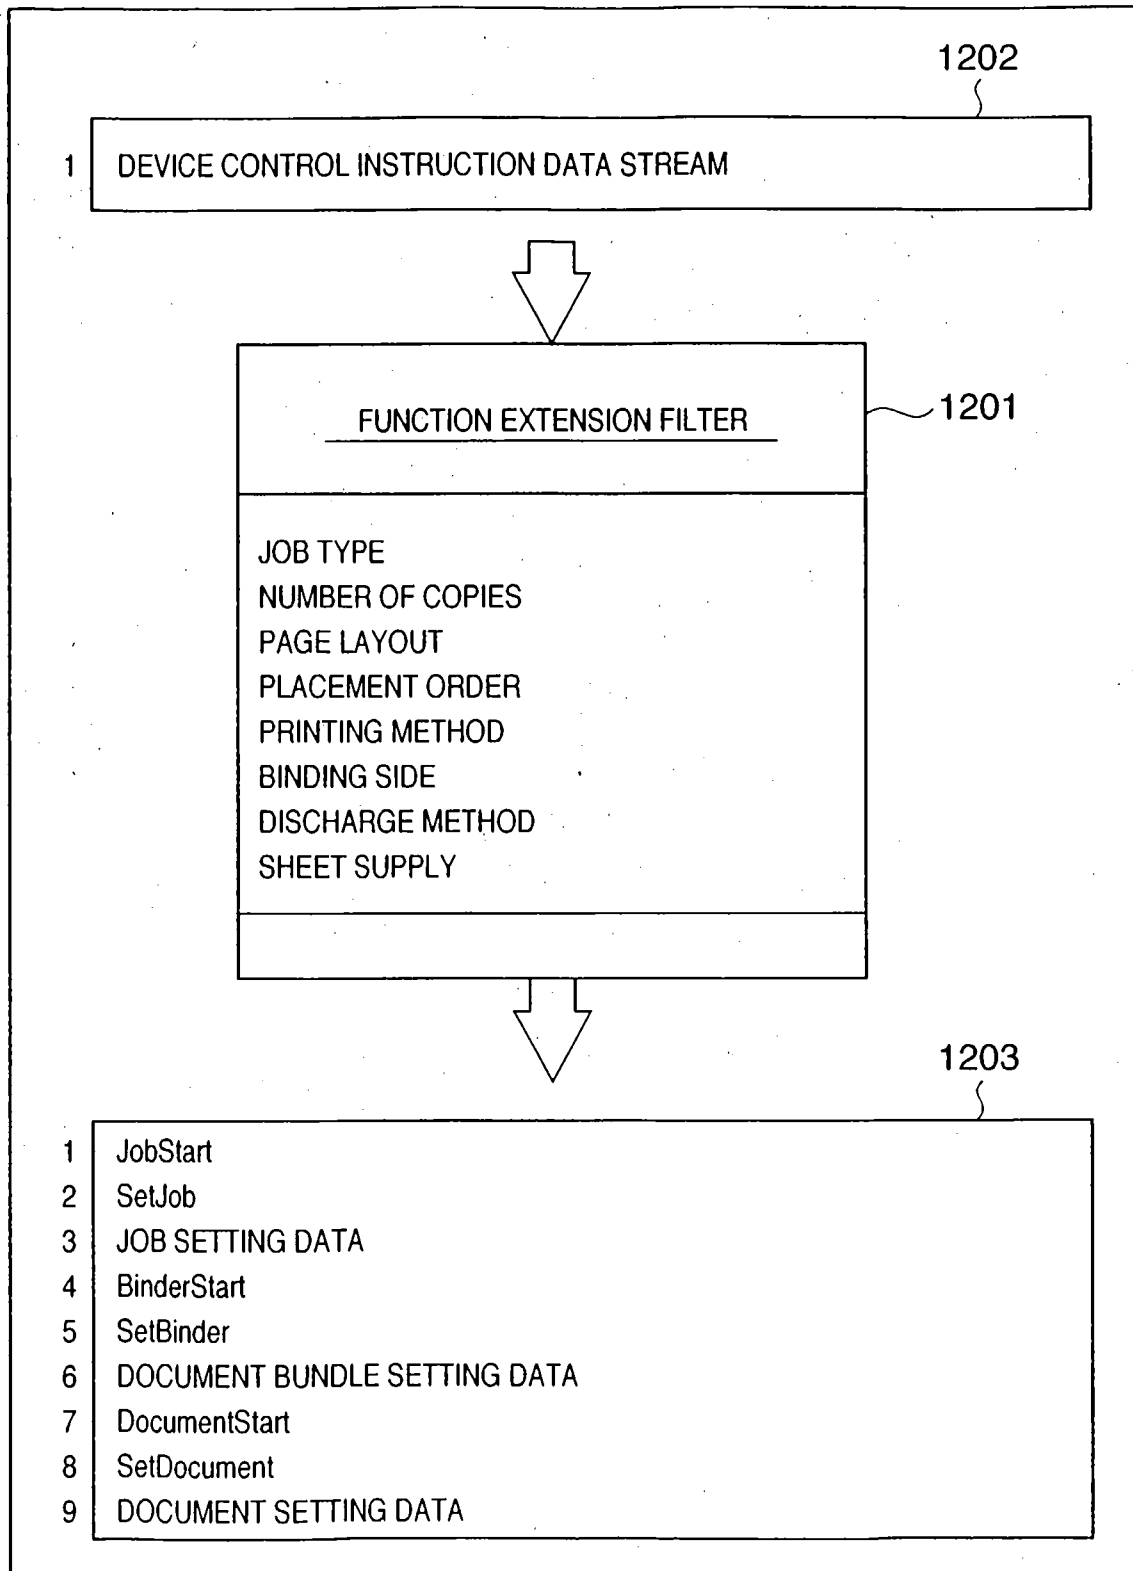 1202
1 DEVICE CONTROL INSTRUCTION DATA STREAM
FUNCTION EXTENSION FILTER
1201
JOB TYPE
NUMBER OF COPIES
PAGE LAYOUT
PLACEMENT ORDER
PRINTING METHOD
BINDING SIDE
DISCHARGE METHOD
SHEET SUPPLY
1203
1 JobStart
2 SetJob
3 JOB SETTING DATA
4 BinderStart
5 SetBinder
6 DOCUMENT BUNDLE SETTING DATA
7 DocumentStart
8 SetDocument
9 DOCUMENT SETTING DATA